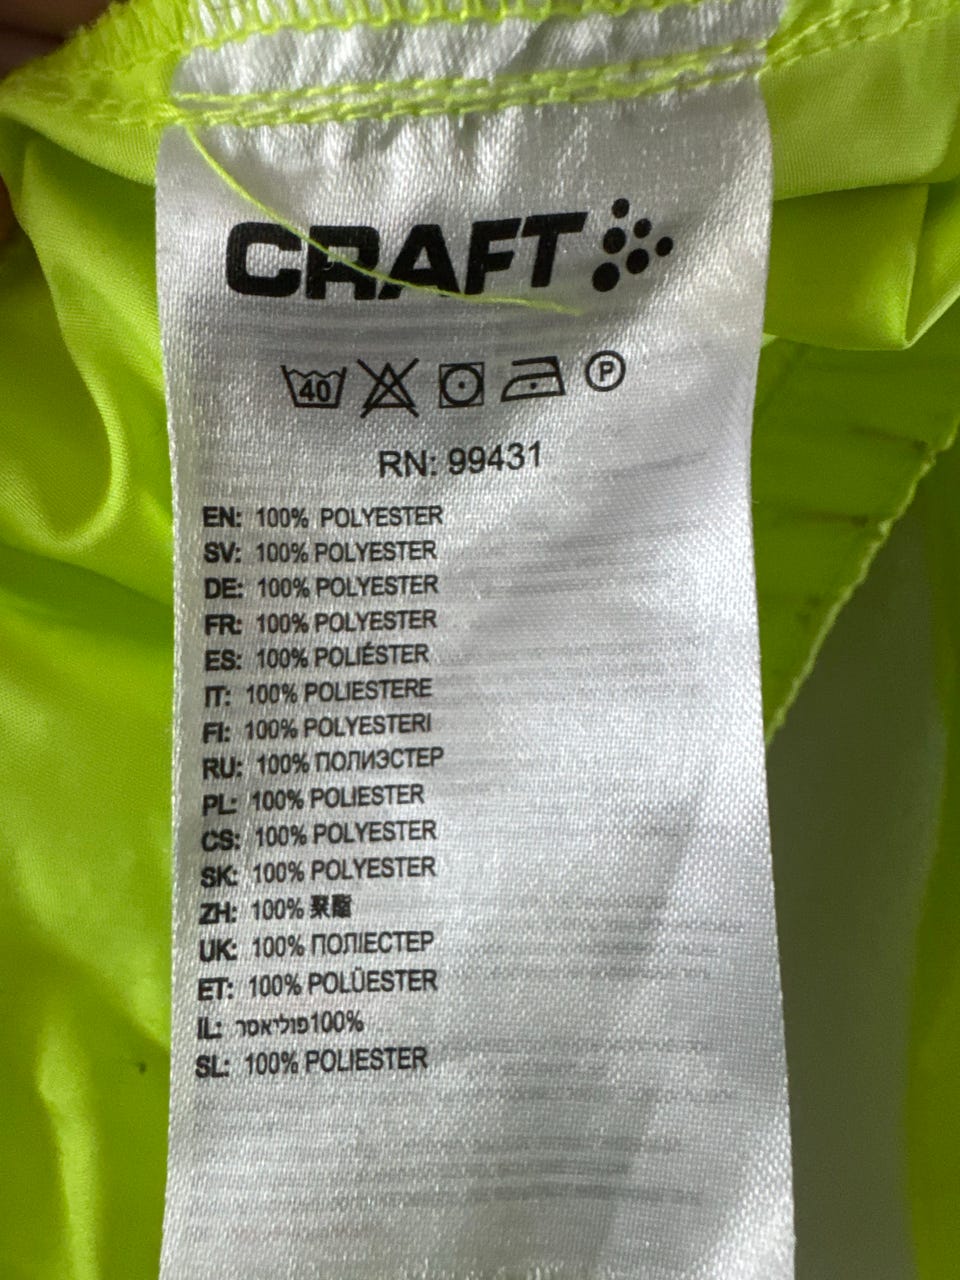 CRAFT
40 P
RN: 99431
EN: 100% POLYESTER
SV: 100% POLYESTER
DE: 100% POLYESTER
FR: 100% POLYESTER
ES: 100% POLIÉSTER
IT: 100% POLIESTERE
FI: 100% POLYESTERI
RU: 100% ПОЛИЭСТЕР
PL: 100% POLIESTER
CS: 100% POLYESTER
SK: 100% POLYESTER
ZH: 100% 聚酯
UK: 100% ПОЛІЕСТЕР
ET: 100% POLÜESTER
IL: פוליאסר100%
SL: 100% POLIESTER